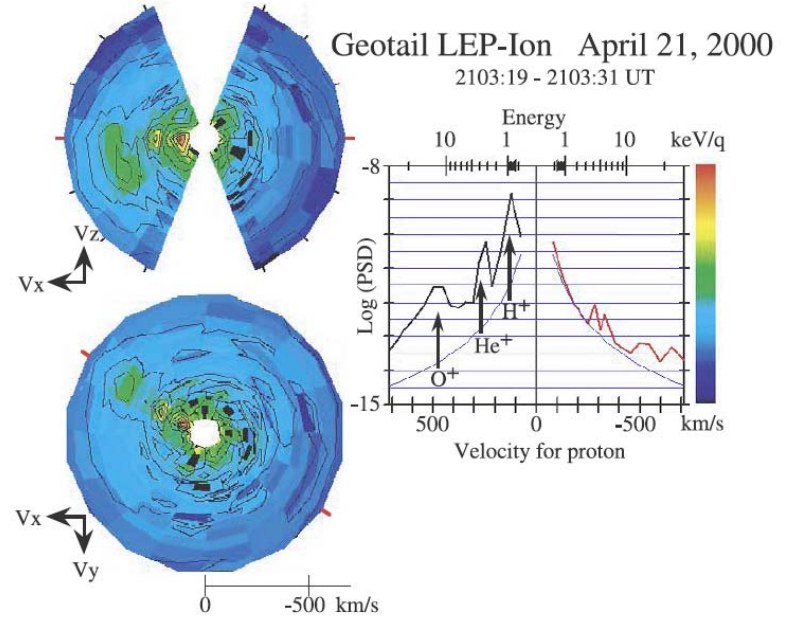 Geotail LEP-Ion April 21, 2000
2103:19 - 2103:31 UT
Energy
10 1 1 10 keV/q
-8
Log (PSD)
H+
He+
O+
-15
500 0 -500 km/s
Velocity for proton
Vz
Vx
Vx
Vy
0 -500 km/s